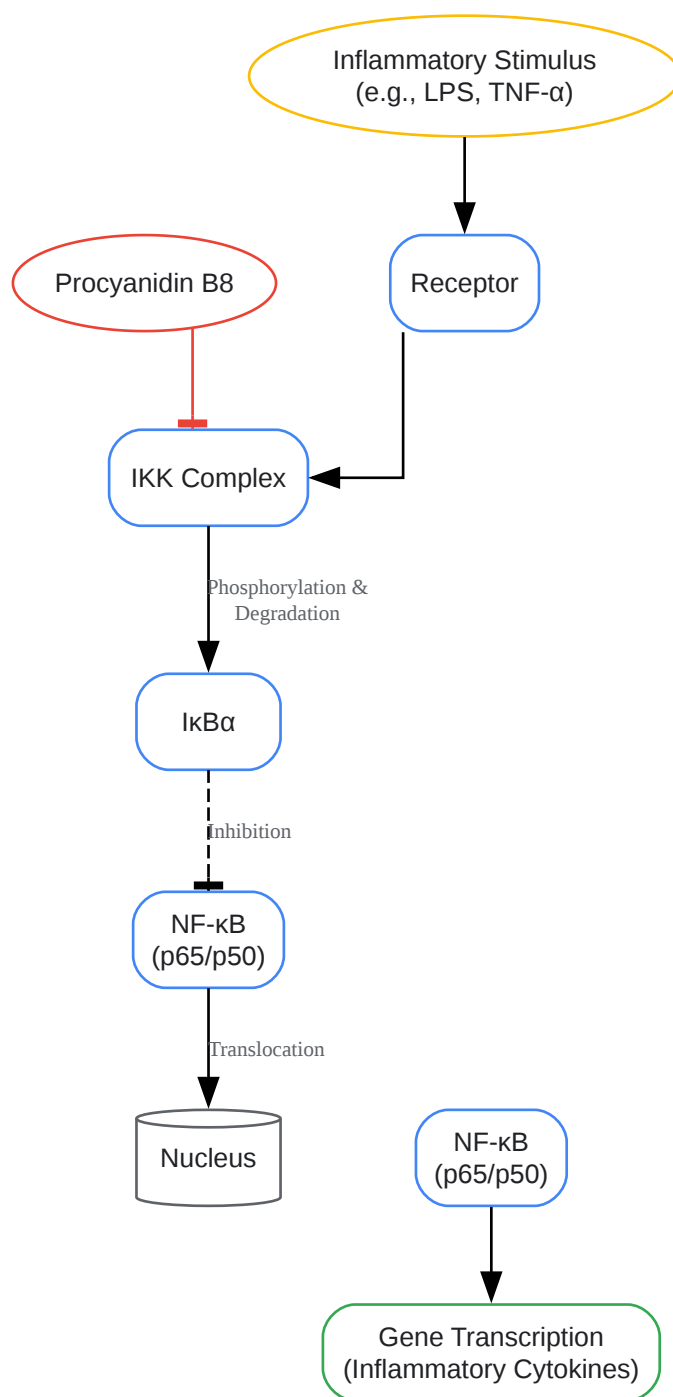 Inflammatory Stimulus
(e.g., LPS, TNF-α)
Procyanidin B8
Receptor
IKK Complex
Phosphorylation &
Degradation
IκBα
Inhibition
NF-κB
(p65/p50)
Translocation
Nucleus
NF-κB
(p65/p50)
Gene Transcription
(Inflammatory Cytokines)